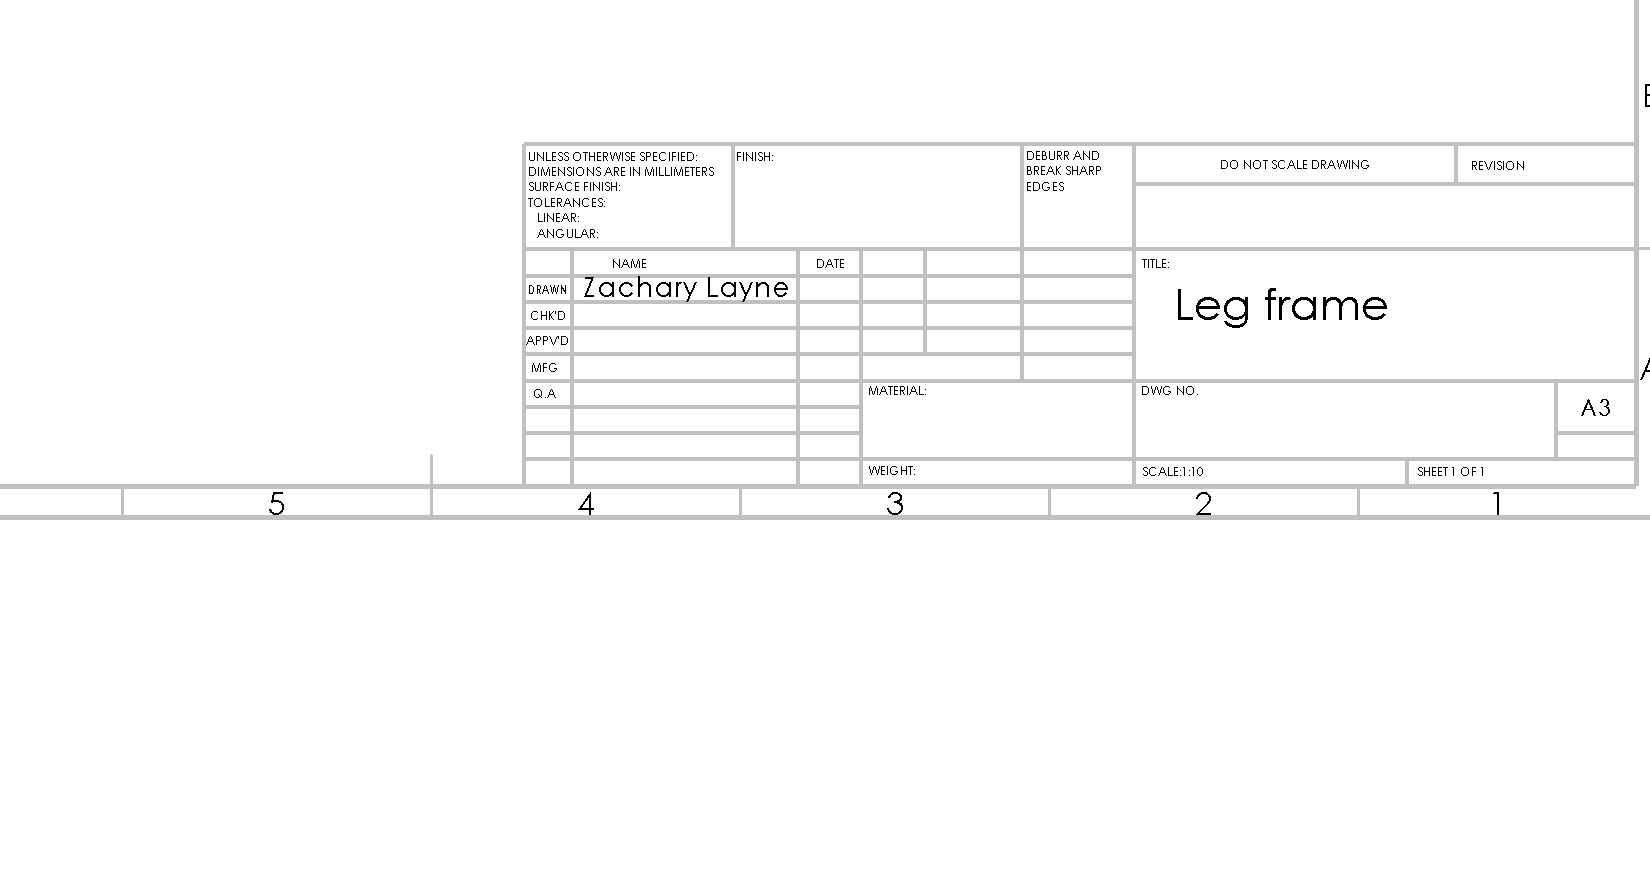 UNLESS OTHERWISE SPECIFIED:
DIMENSIONS ARE IN MILLIMETERS
SURFACE FINISH:
TOLERANCES:
LINEAR:
ANGULAR:
FINISH:
DEBURR AND
BREAK SHARP
EDGES
DO NOT SCALE DRAWING
REVISION
NAME
DATE
DRAWN
Zachary Layne
CHK'D
APPV'D
MFG
Q.A
MATERIAL:
WEIGHT:
TITLE:
Leg frame
DWG NO.
A3
SCALE:1:10
SHEET 1 OF 1
5
4
3
2
1